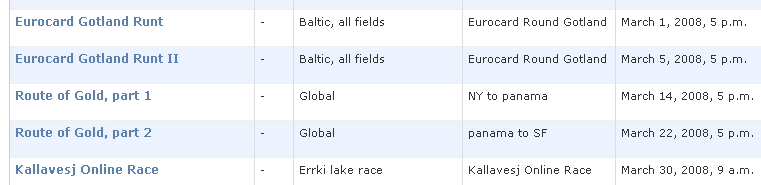 Eurocard Gotland Runt - Baltic, all fields Eurocard Round Gotland March 1, 2008, 5 p.m.
Eurocard Gotland Runt II - Baltic, all fields Eurocard Round Gotland March 5, 2008, 5 p.m.
Route of Gold, part 1 - Global NY to panama March 14, 2008, 5 p.m.
Route of Gold, part 2 - Global panama to SF March 22, 2008, 5 p.m.
Kallavesj Online Race - Errki lake race Kallavesj Online Race March 30, 2008, 9 a.m.